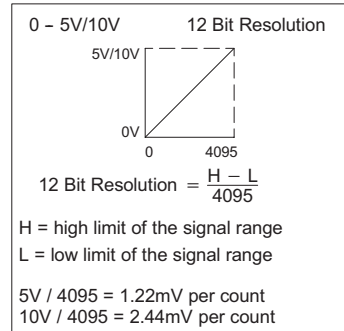 0 – 5V/10V 12 Bit Resolution
5V/10V
0V
0 4095
12 Bit Resolution = H – L / 4095
H = high limit of the signal range
L = low limit of the signal range
5V / 4095 = 1.22mV per count
10V / 4095 = 2.44mV per count